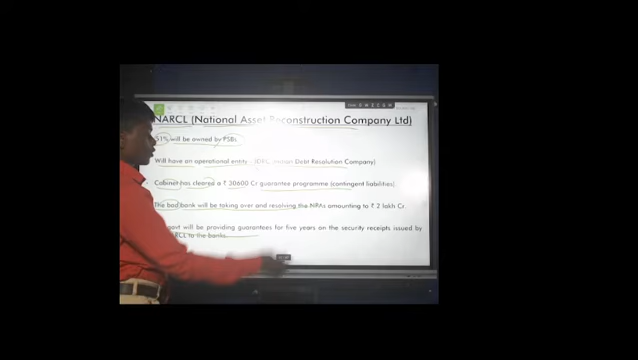 NARCL (National Asset Reconstruction Company Ltd)
51% will be owned by PSBs
Will have an operational entity - IDRC (Indian Debt Resolution Company)
Cabinet has cleared a ₹ 30600 Cr guarantee programme (contingent liabilities)
The bad bank will be taking over and resolving the NPAs amounting to ₹ 2 lakh Cr
govt will be providing guarantees for five years on the security receipts issued by
to the banks